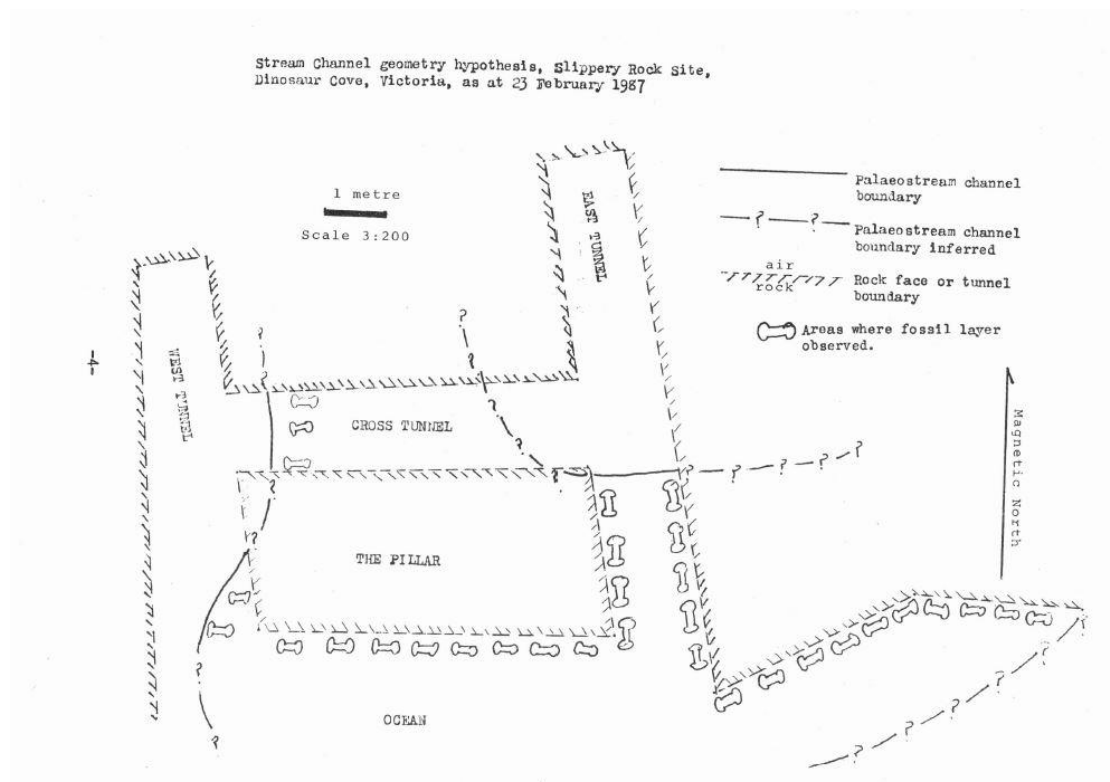 Stream Channel geometry hypothesis, Slippery Rock Site,
Dinosaur Cove, Victoria, as at 23 February 1987
1 metre
Scale 3:200
Palaeostream channel
boundary
? ?
Palaeostream channel
boundary inferred
air
rock
Rock face or tunnel
boundary
Areas where fossil layer
observed.
EAST TUNNEL
WEST TUNNEL
-4-
CROSS TUNNEL
THE PILLAR
OCEAN
Magnetic North